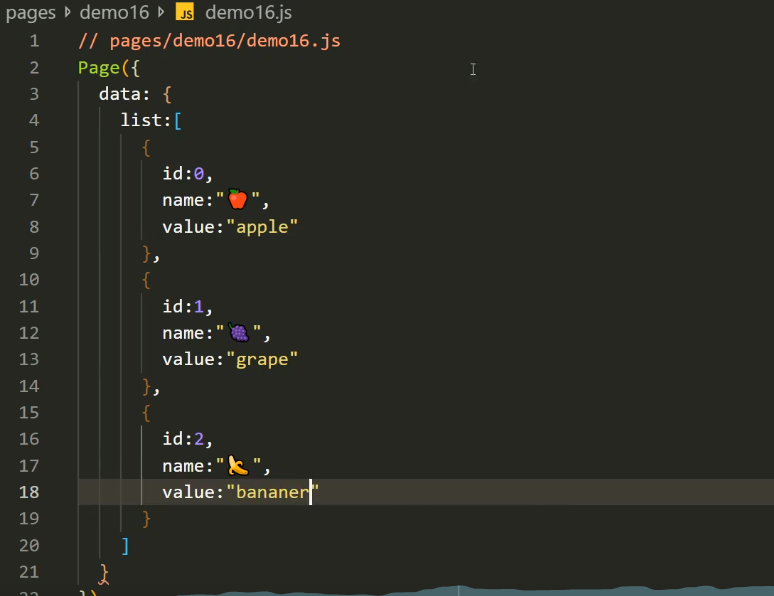 pages demo16 JS demo16.js
1 // pages/demo16/demo16.js
2 Page({
3 data: {
4 list:[
5 {
6 id:0,
7 name:"🍎",
8 value:"apple"
9 },
10 {
11 id:1,
12 name:"🍇",
13 value:"grape"
14 },
15 {
16 id:2,
17 name:"🍌",
18 value:"bananer"
19 }
20 ]
21 }